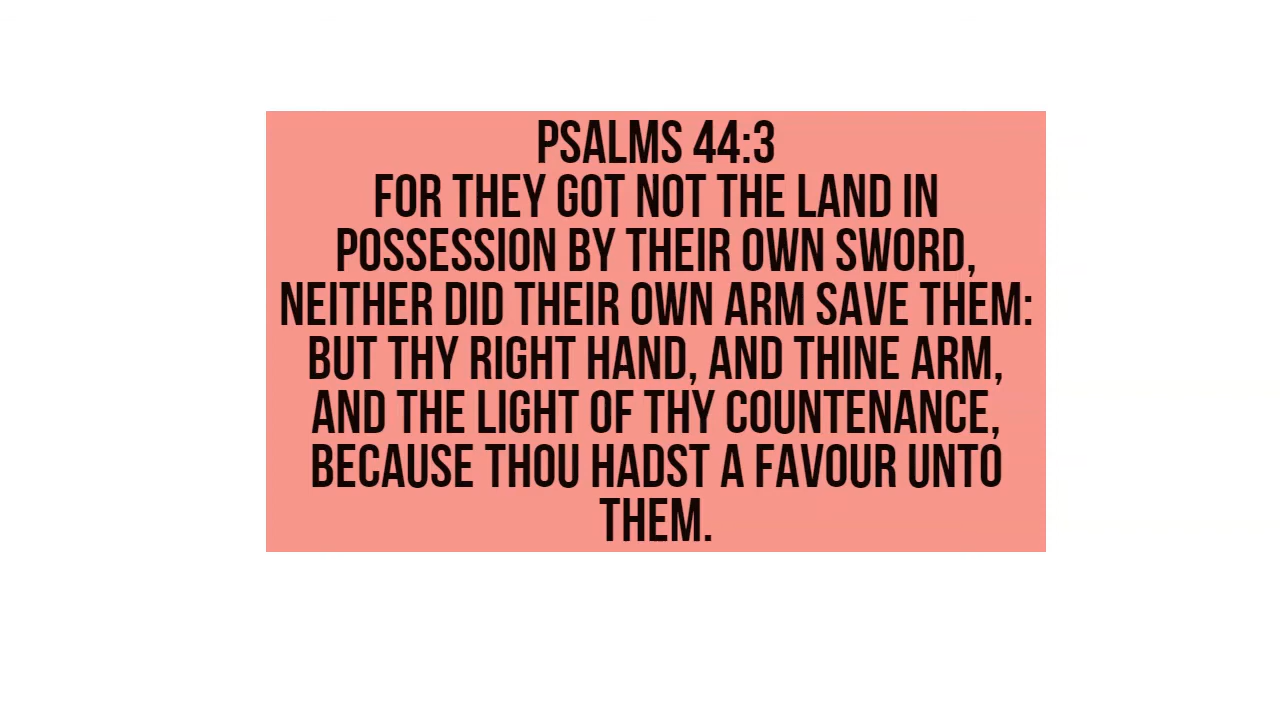 PSALMS 44:3
FOR THEY GOT NOT THE LAND IN
POSSESSION BY THEIR OWN SWORD,
NEITHER DID THEIR OWN ARM SAVE THEM:
BUT THY RIGHT HAND, AND THINE ARM,
AND THE LIGHT OF THY COUNTENANCE,
BECAUSE THOU HADST A FAVOUR UNTO
THEM.